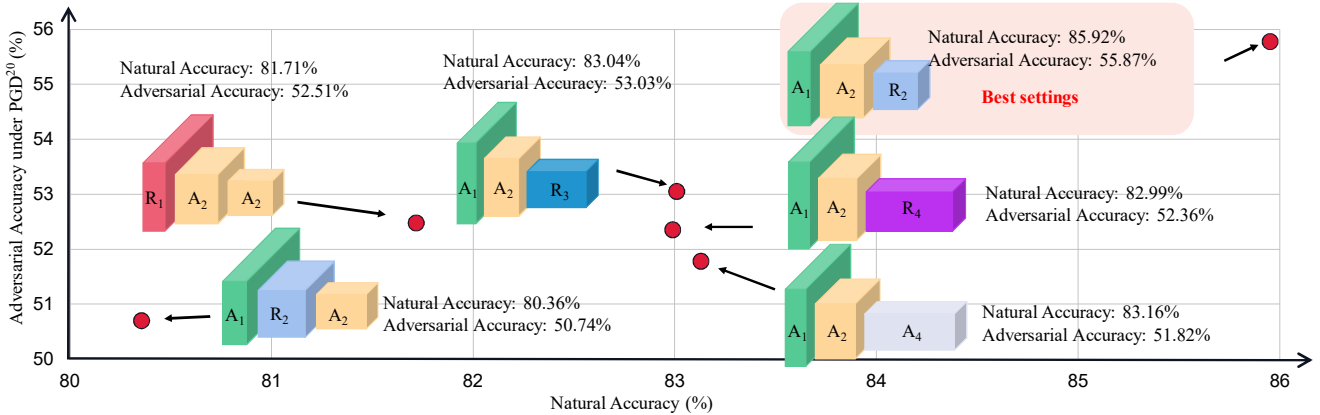 Adversarial Accuracy under PGD²⁰ (%)
56
55
54
53
52
51
50
80
81
82
83
84
85
86
Natural Accuracy (%)
Natural Accuracy: 81.71%
Adversarial Accuracy: 52.51%
R₁
A₂
A₂
Natural Accuracy: 83.04%
Adversarial Accuracy: 53.03%
A₁
A₂
R₃
Natural Accuracy: 85.92%
Adversarial Accuracy: 55.87%
Best settings
A₁
A₂
R₂
A₁
A₂
R₄
Natural Accuracy: 82.99%
Adversarial Accuracy: 52.36%
A₁
R₂
A₂
Natural Accuracy: 80.36%
Adversarial Accuracy: 50.74%
A₁
A₂
A₄
Natural Accuracy: 83.16%
Adversarial Accuracy: 51.82%